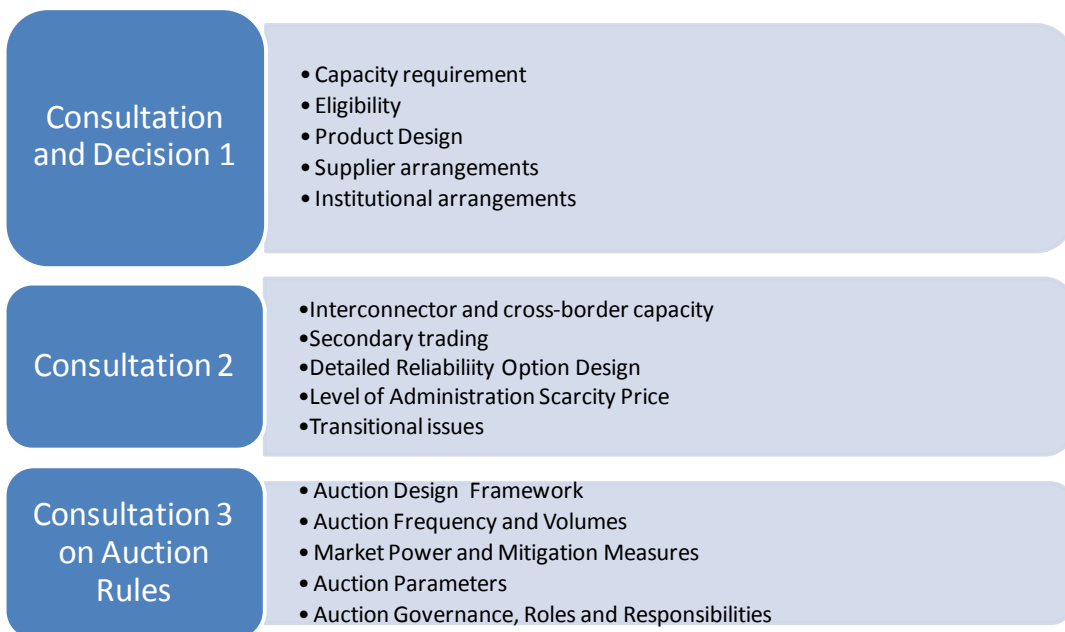 Consultation
and Decision 1
• Capacity requirement
• Eligibility
• Product Design
• Supplier arrangements
• Institutional arrangements
Consultation 2
•Interconnector and cross-border capacity
•Secondary trading
•Detailed Reliabiliity Option Design
•Level of Administration Scarcity Price
•Transitional issues
Consultation 3
on Auction
Rules
• Auction Design Framework
• Auction Frequency and Volumes
• Market Power and Mitigation Measures
• Auction Parameters
• Auction Governance, Roles and Responsibilities